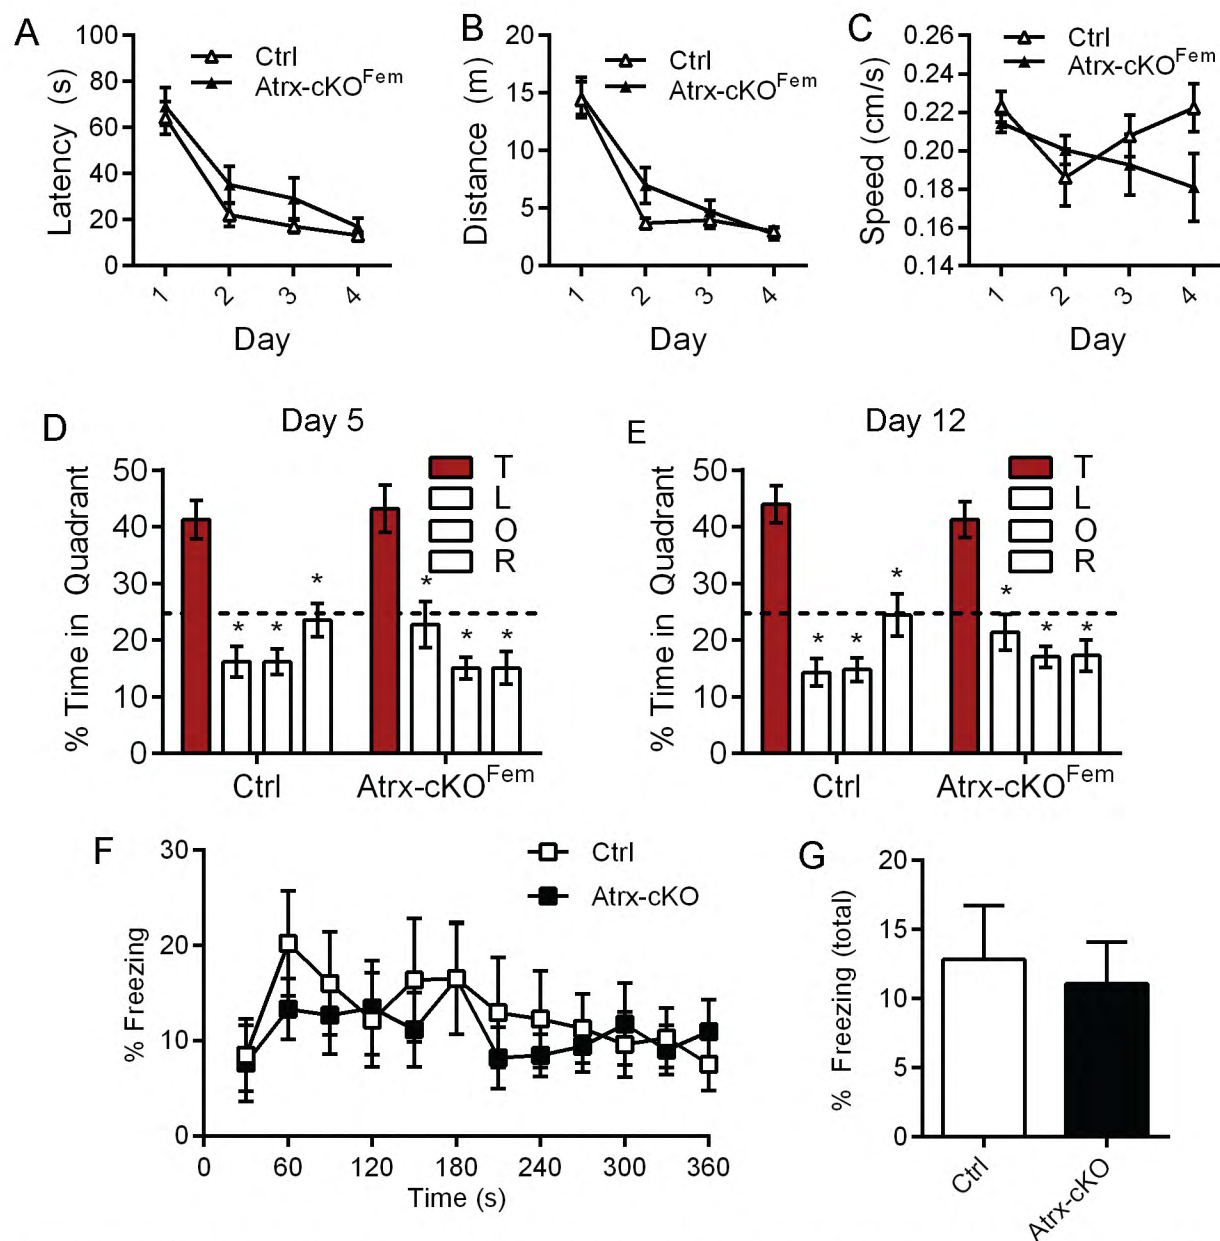 A
Latency (s)
100
80
60
40
20
0
Ctrl
Atrx-cKOFem
1 2 3 4
Day
B
Distance (m)
20
15
10
5
0
Ctrl
Atrx-cKOFem
1 2 3 4
Day
C
Speed (cm/s)
0.26
0.24
0.22
0.20
0.18
0.16
0.14
Ctrl
Atrx-cKOFem
1 2 3 4
Day
D
Day 5
% Time in Quadrant
50
40
30
20
10
0
T
L
O
R
* * * * * *
Ctrl Atrx-cKOFem
E
Day 12
% Time in Quadrant
50
40
30
20
10
0
T
L
O
R
* * * * * *
Ctrl Atrx-cKOFem
F
% Freezing
30
20
10
0
Ctrl
Atrx-cKO
0 60 120 180 240 300 360
Time (s)
G
% Freezing (total)
20
15
10
5
0
Ctrl
Atrx-cKO